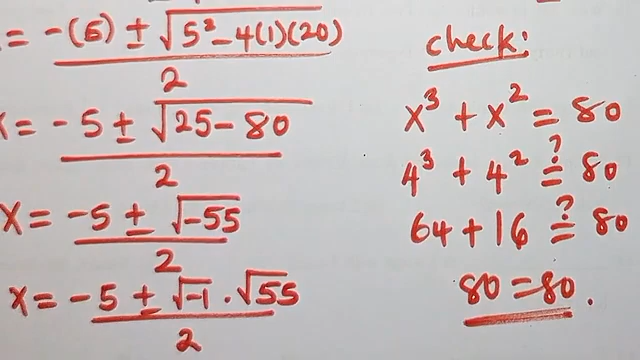 = -(5) ± √5² - 4(1)(20)
2
x = -5 ± √25 - 80
2
x = -5 ± √-55
2
x = -5 ± √-1 · √55
2
check:
x³ + x² = 80
4³ + 4² ≟ 80
64 + 16 ≟ 80
80 = 80.